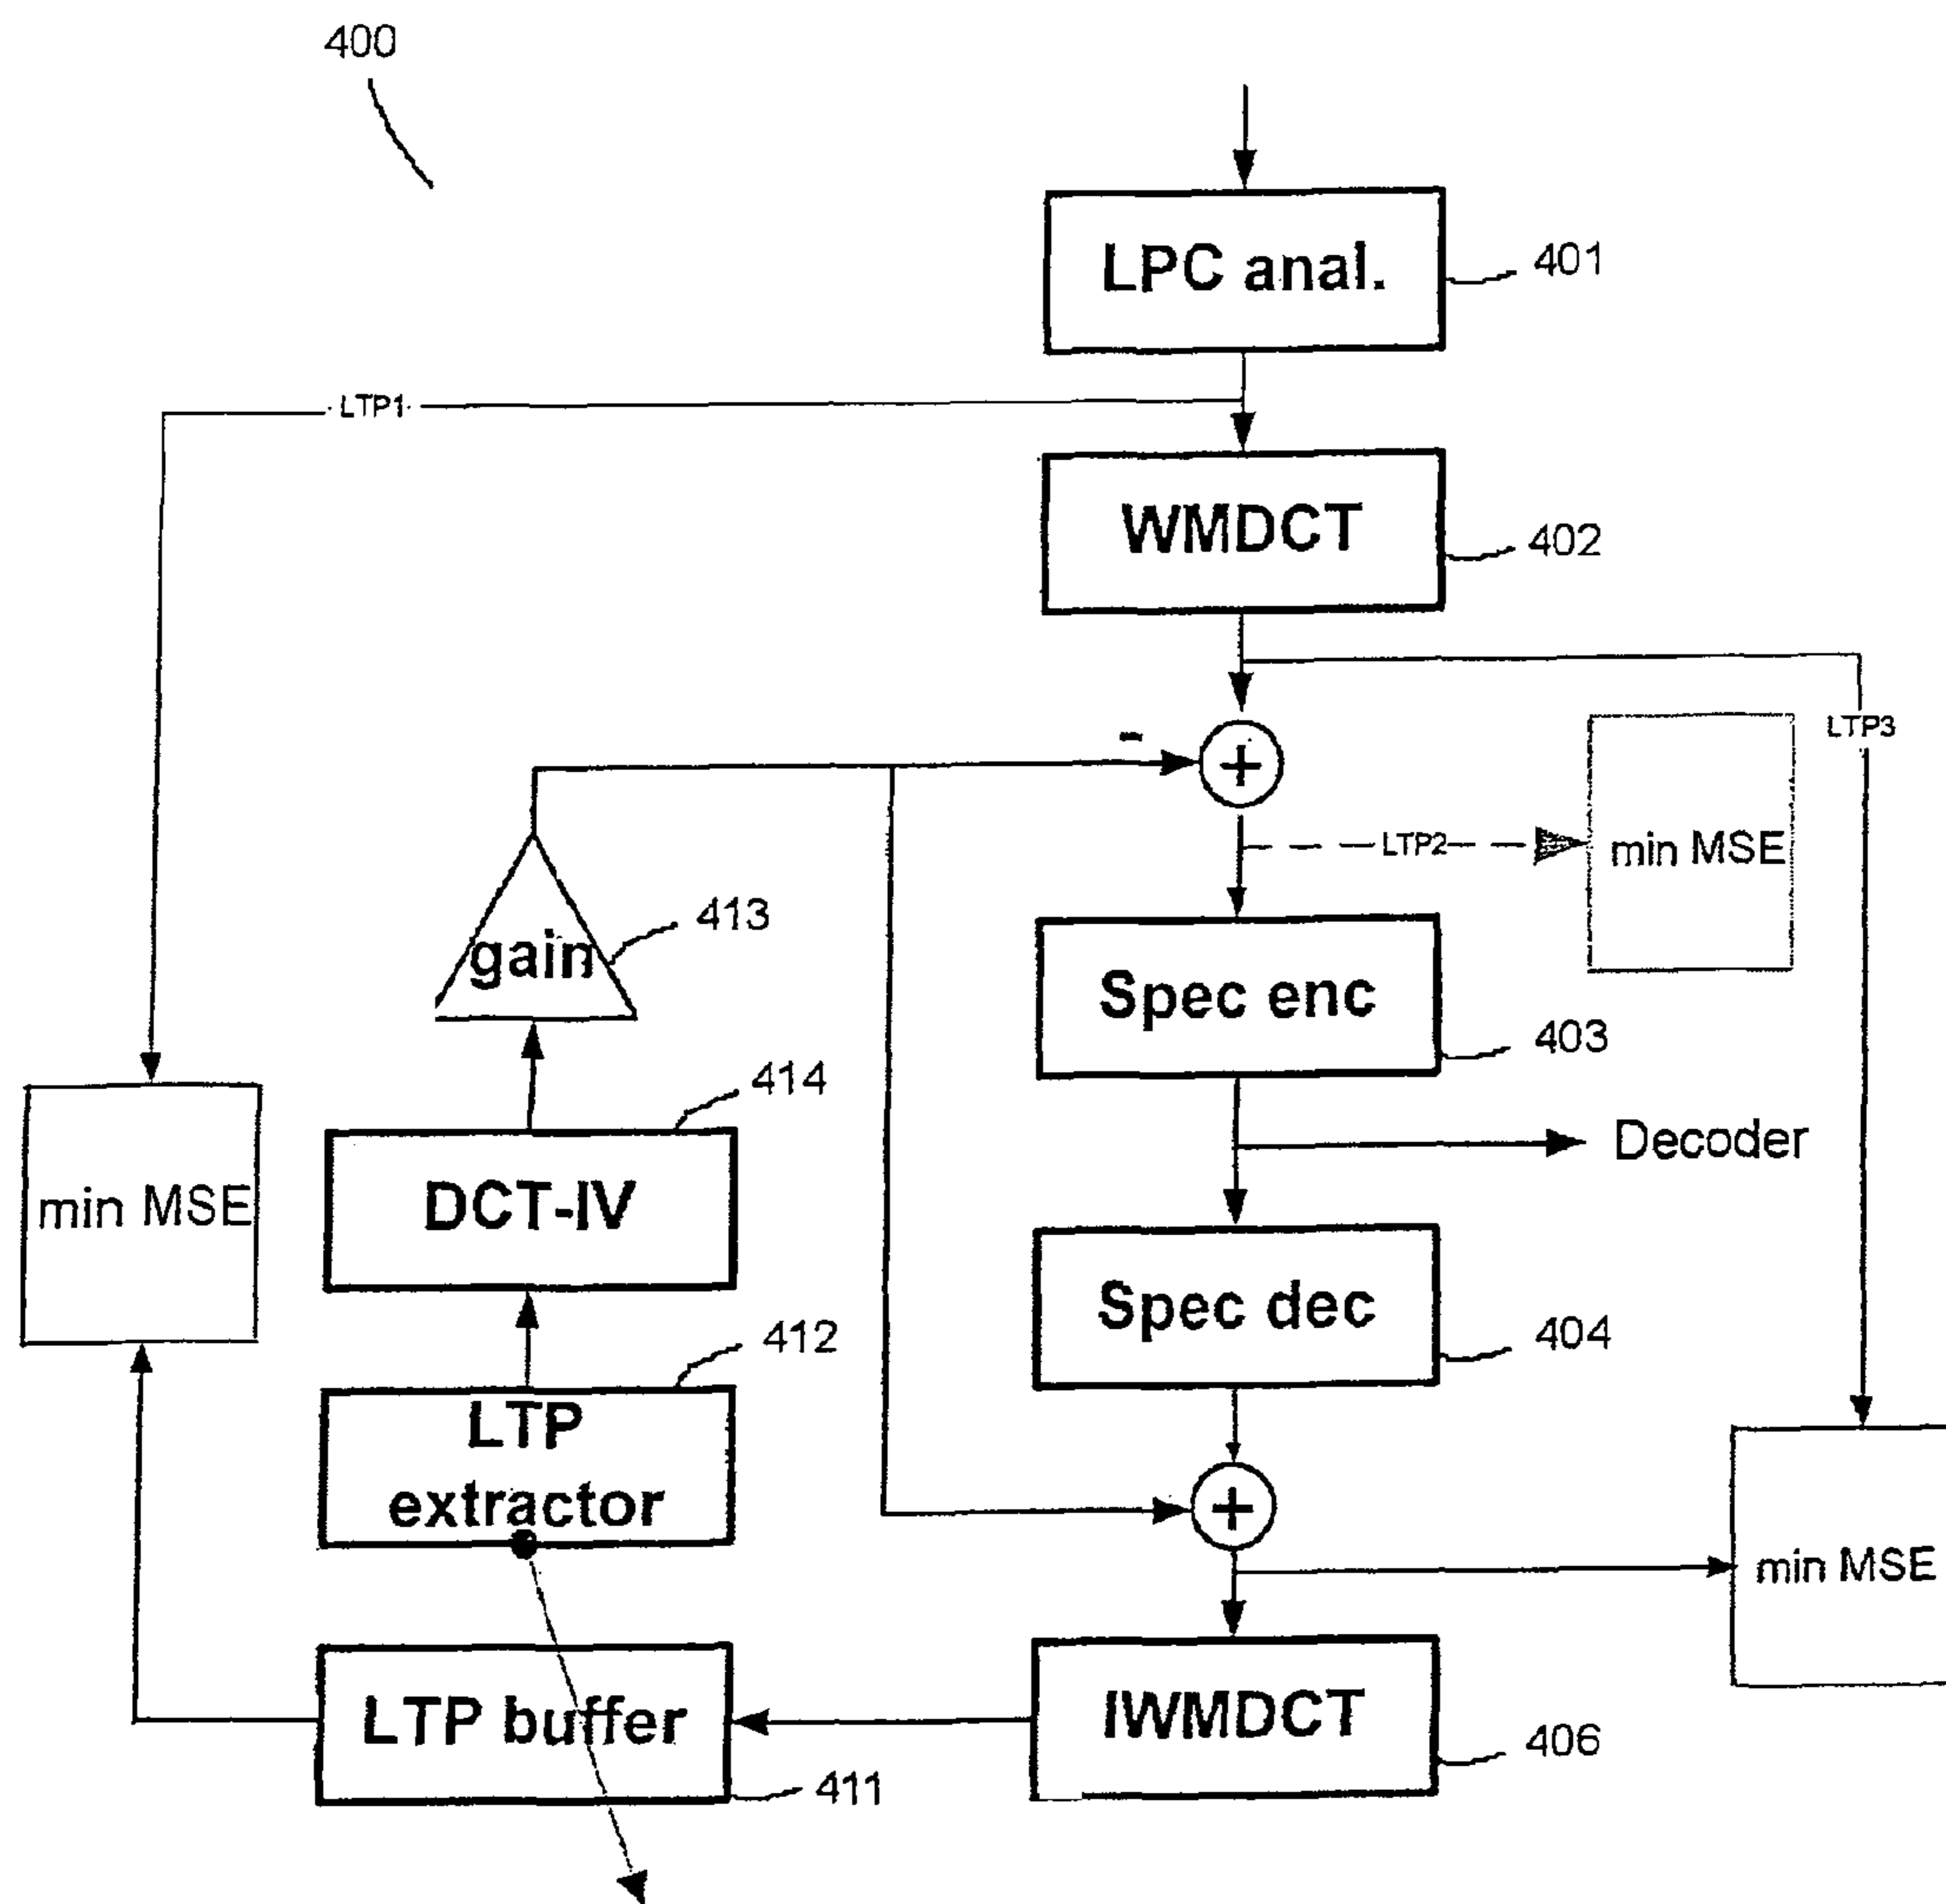 400
LPC anal.
401
LTP1
WMDCT
402
LTP3
-
+
LTP2
min MSE
gain
413
Spec enc
403
414
Decoder
min MSE
DCT-IV
Spec dec
404
412
LTP
extractor
+
min MSE
LTP buffer
411
IWMDCT
406